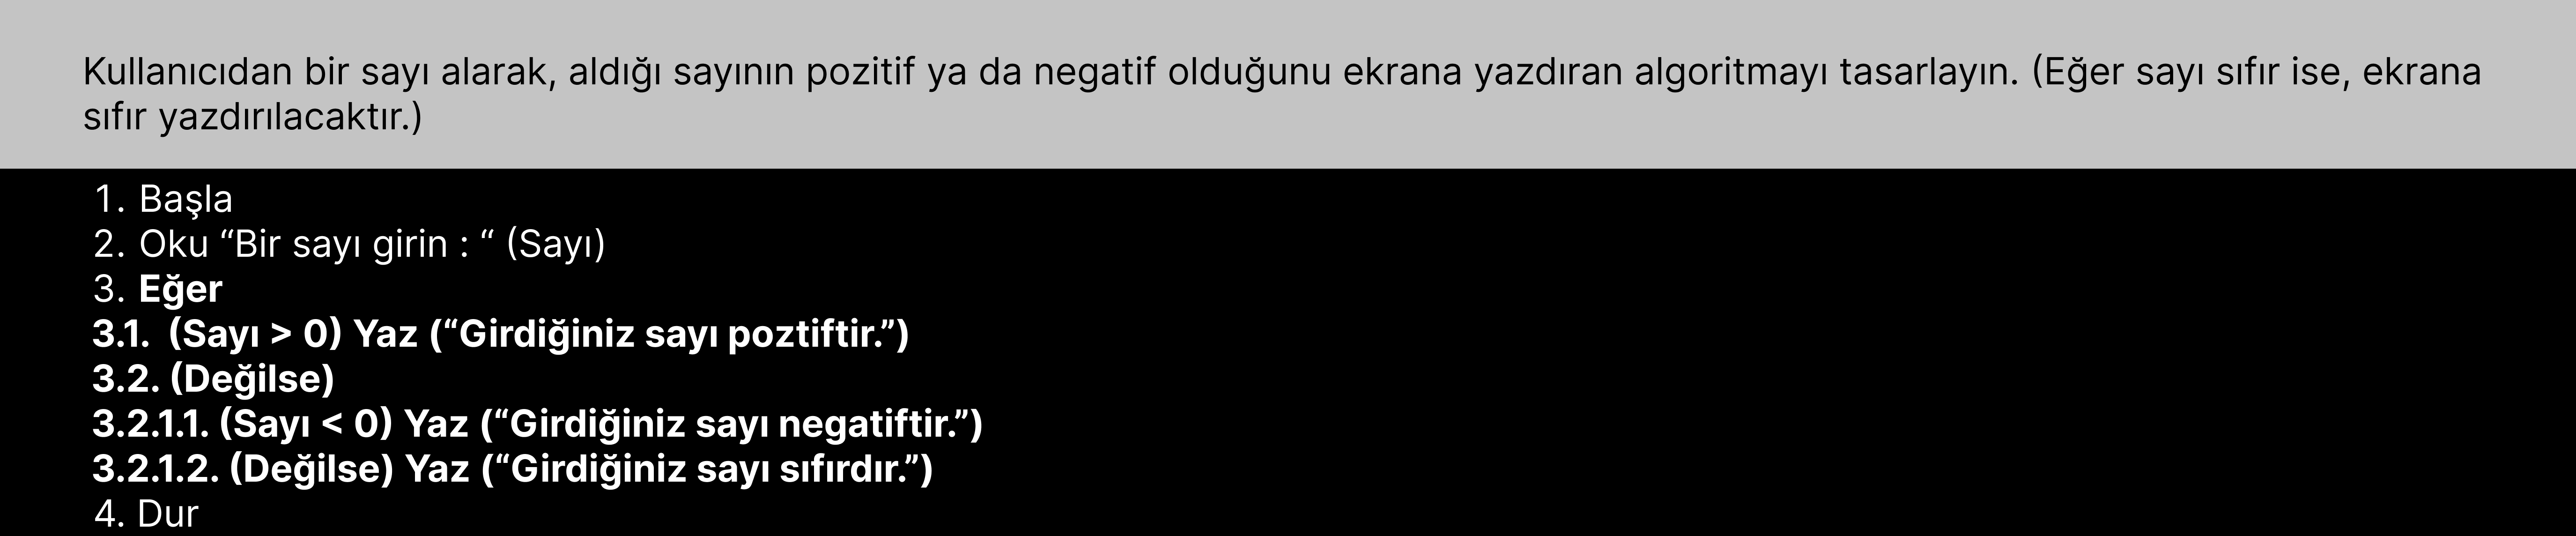 Kullanıcıdan bir sayı alarak, aldığı sayının pozitif ya da negatif olduğunu ekrana yazdıran algoritmayı tasarlayın. (Eğer sayı sıfır ise, ekrana
sıfır yazdırılacaktır.)
1. Başla
2. Oku “Bir sayı girin : “ (Sayı)
3. Eğer
3.1. (Sayı > 0) Yaz (“Girdiğiniz sayı poztiftir.”)
3.2. (Değilse)
3.2.1.1. (Sayı < 0) Yaz (“Girdiğiniz sayı negatiftir.”)
3.2.1.2. (Değilse) Yaz (“Girdiğiniz sayı sıfırdır.”)
4. Dur